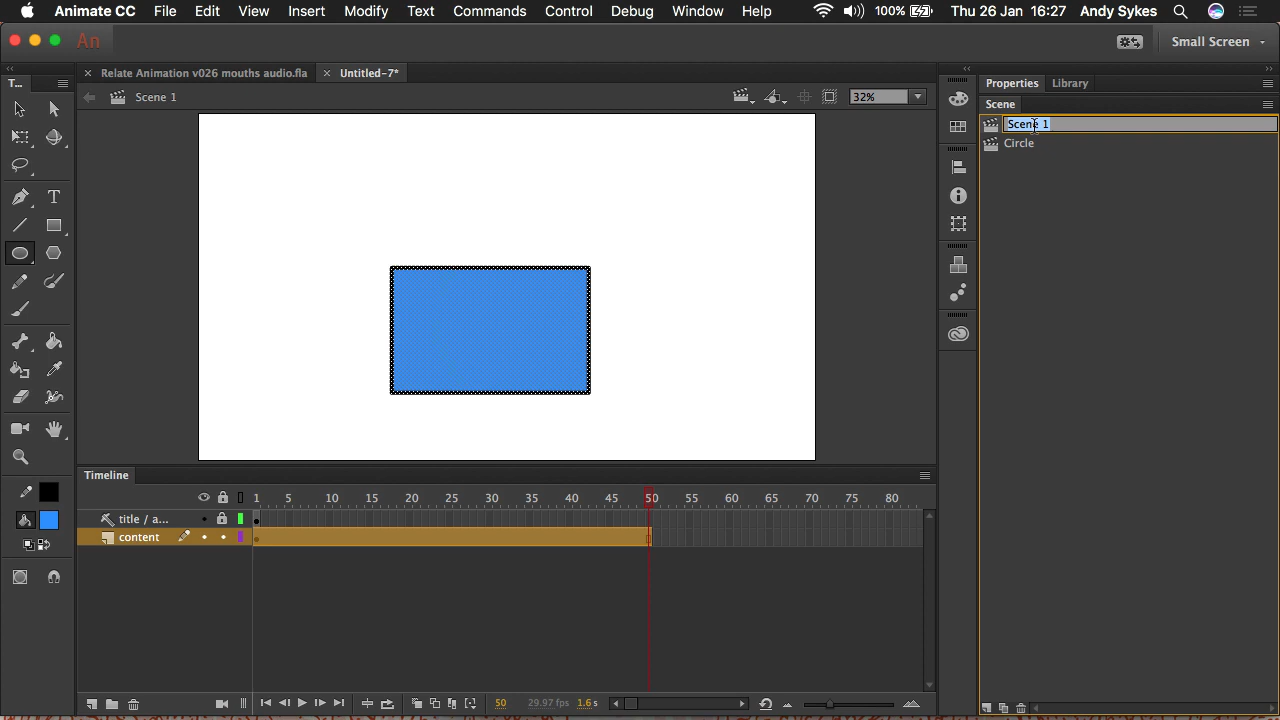 Animate CC File Edit View Insert Modify Text Commands Control Debug Window Help 100% Thu 26 Jan 16:27 Andy Sykes
An Small Screen
T... Relate Animation v026 mouths audio.fla Untitled-7* Properties Library
Scene 1 32% Scene
Scene 1
Circle
Timeline
1 5 10 15 20 25 30 35 40 45 50 55 60 65 70 75 80
title / a...
content
50 29.97 fps 1.6s